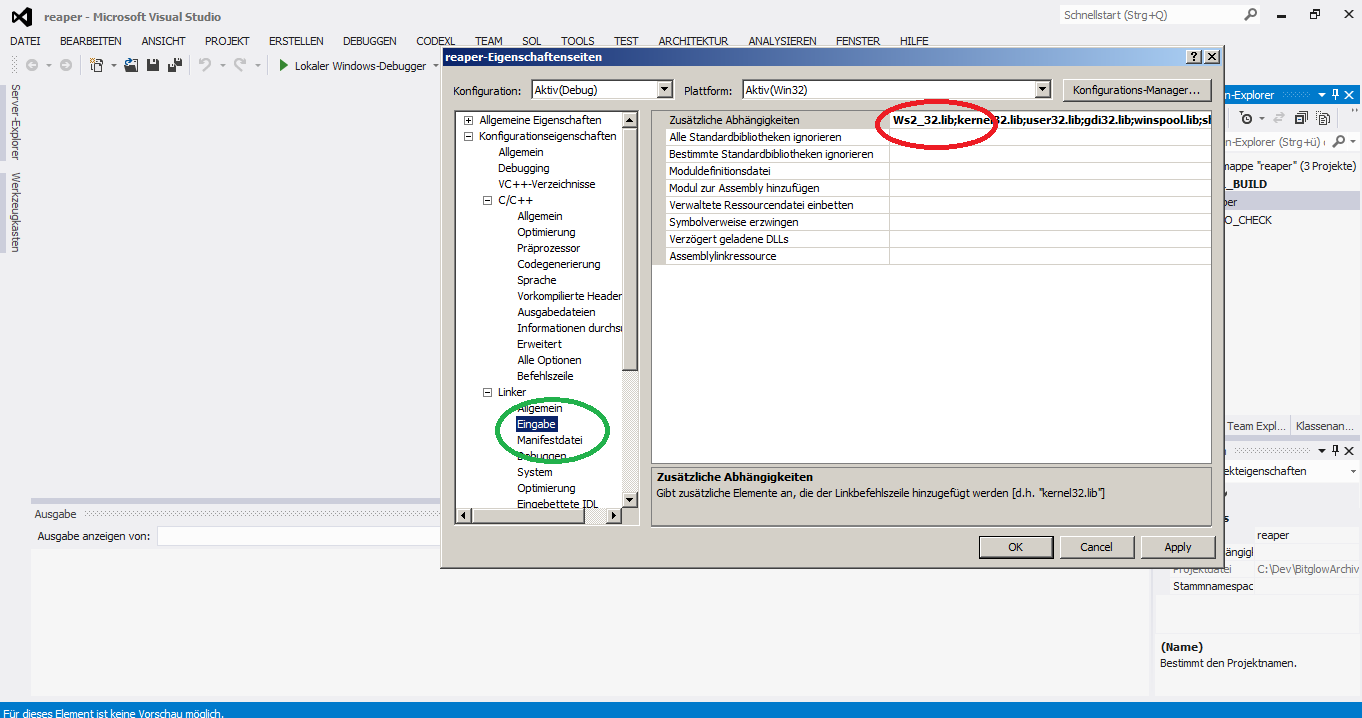 reaper - Microsoft Visual Studio
Schnellstart (Strg+Q)
DATEI BEARBEITEN ANSICHT PROJEKT ERSTELLEN DEBUGGEN CODEXL TEAM SQL TOOLS TEST ARCHITEKTUR ANALYSIEREN FENSTER HILFE
Lokaler Windows-Debugger
Server-Explorer
Werkzeugkasten
reaper-Eigenschaftenseiten
Konfiguration: Aktiv(Debug) Plattform: Aktiv(Win32) Konfigurations-Manager...
Allgemeine Eigenschaften
Konfigurationseigenschaften
Allgemein
Debugging
VC++-Verzeichnisse
C/C++
Allgemein
Optimierung
Präprozessor
Codegenerierung
Sprache
Vorkompilierte Header
Ausgabedateien
Informationen durchsu
Erweitert
Alle Optionen
Befehlszeile
Linker
Allgemein
Eingabe
Manifestdatei
Debuggen
System
Optimierung
Eingebettete IDL
Zusätzliche Abhängigkeiten Ws2_32.lib;kernel32.lib;user32.lib;gdi32.lib;winspool.lib;sl
Alle Standardbibliotheken ignorieren
Bestimmte Standardbibliotheken ignorieren
Moduldefinitionsdatei
Modul zur Assembly hinzufügen
Verwaltete Ressourcendatei einbetten
Symbolverweise erzwingen
Verzögert geladene DLLs
Assemblylinkressource
Zusätzliche Abhängigkeiten
Gibt zusätzliche Elemente an, die der Linkbefehlszeile hinzugefügt werden [d.h. "kernel32.lib"]
OK Cancel Apply
n-Explorer
n-Explorer (Strg+ü)
mappe "reaper" (3 Projekte)
_BUILD
per
O_CHECK
Team Expl... Klassenan...
ekteigenschaften
s
reaper
ängigl
Projektdatei C:\Dev\BitglowArchiv
Stammnamespac
(Name)
Bestimmt den Projektnamen.
Ausgabe
Ausgabe anzeigen von:
Für dieses Element ist keine Vorschau möglich.